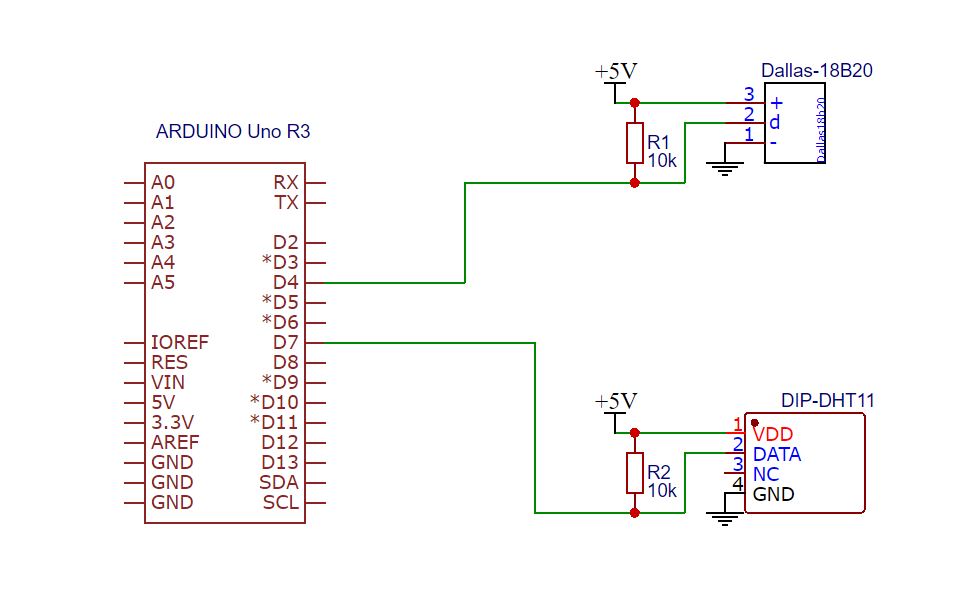 ARDUINO Uno R3
A0 RX
A1 TX
A2
A3 D2
A4 *D3
A5 D4
*D5
*D6
IOREF D7
RES D8
VIN *D9
5V *D10
3.3V *D11
AREF D12
GND D13
GND SDA
GND SCL
+5V
Dallas-18B20
3 +
2 d
1 -
Dallas18b20
R1
10k
+5V
DIP-DHT11
1 VDD
2 DATA
3 NC
4 GND
R2
10k